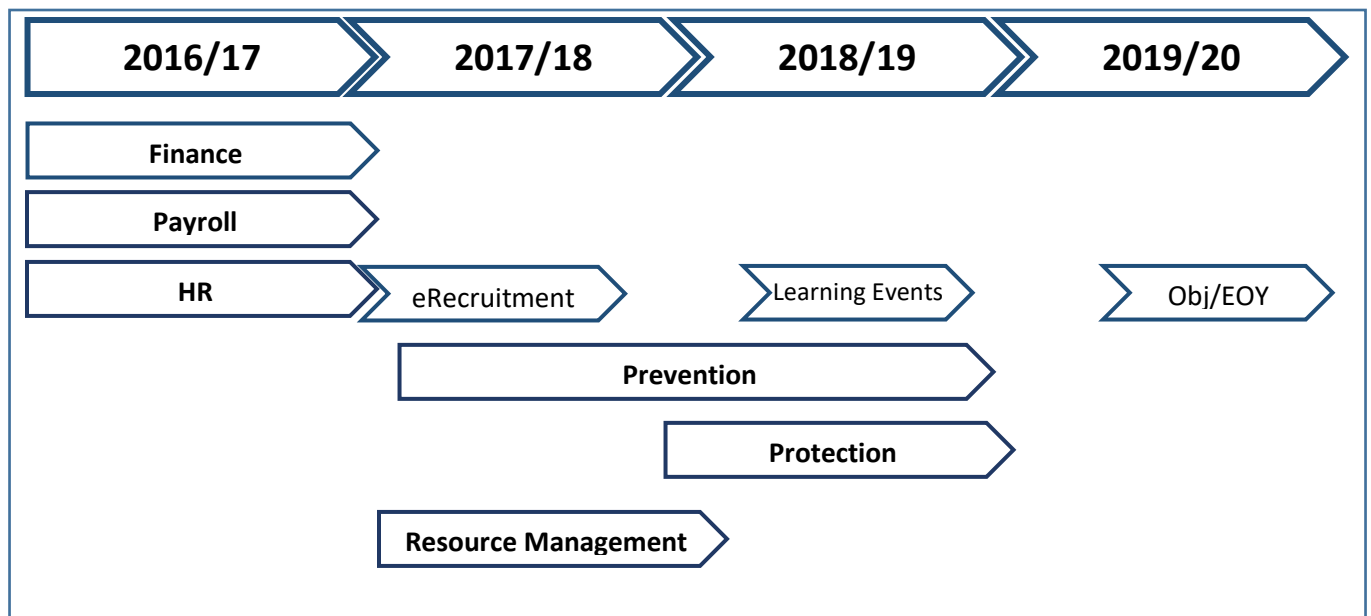 2016/17
2017/18
2018/19
2019/20
Finance
Payroll
HR
eRecruitment
Learning Events
Obj/EOY
Prevention
Protection
Resource Management